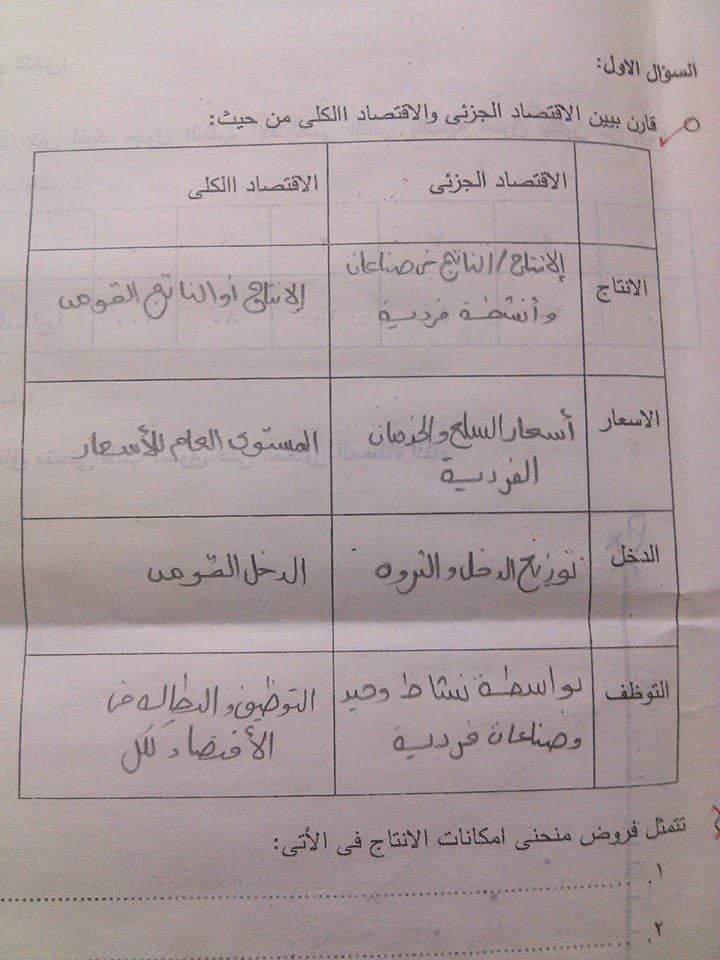 السؤال الاول:
قارن بيين الاقتصاد الجزئى والاقتصاد االكلى من حيث:
الاقتصاد الجزئى
الاقتصاد االكلى
الانتاج
الإنتاج/الناتج فى صناعات
وأنشطة فردية
الإنتاج أو الناتج القومى
الاسعار
أسعار السلع والخدمات
الفردية
المستوى العام للأسعار
الدخل
توزيع الدخل والثروه
الدخل القومى
التوظف
بواسطة نشاط وحيد
وصناعات فردية
التوظيف والبطاله فى
الأقتصاد ككل
تتمثل فروض منحنى امكانات الانتاج فى الأتى:
١.
٢.